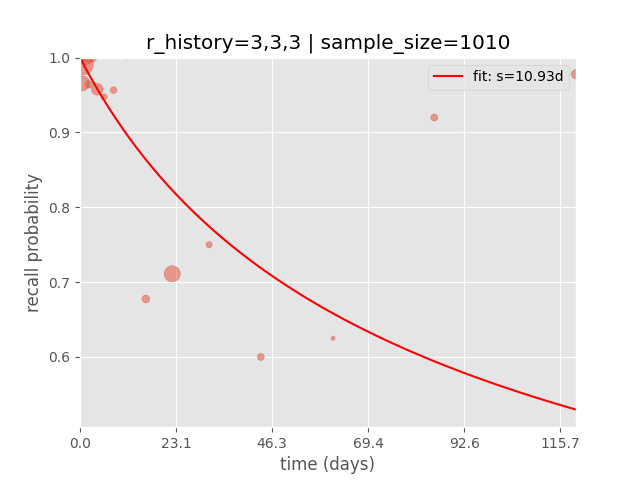 r_history=3,3,3 | sample_size=1010
fit: s=10.93d
recall probability
1.0
0.9
0.8
0.7
0.6
0.0 23.1 46.3 69.4 92.6 115.7
time (days)